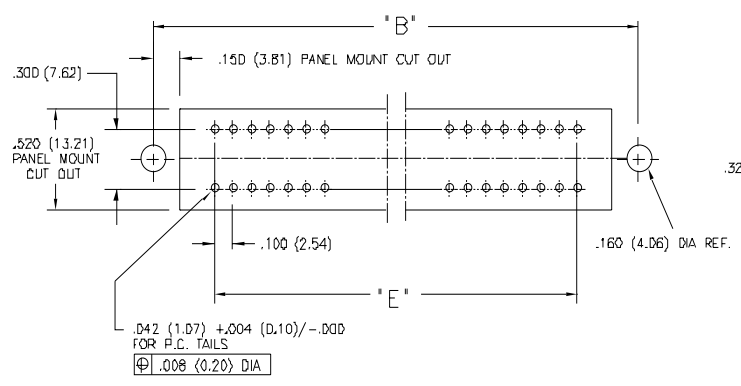 "B"
.150 (3.81) PANEL MOUNT CUT OUT
.300 (7.62)
.520 (13.21)
PANEL MOUNT
CUT OUT
.32
.100 (2.54)
.160 (4.06) DIA REF.
"E"
.042 (1.07) +.004 (0.10)/-.000
FOR P.C. TAILS
⌖ .008 (0.20) DIA